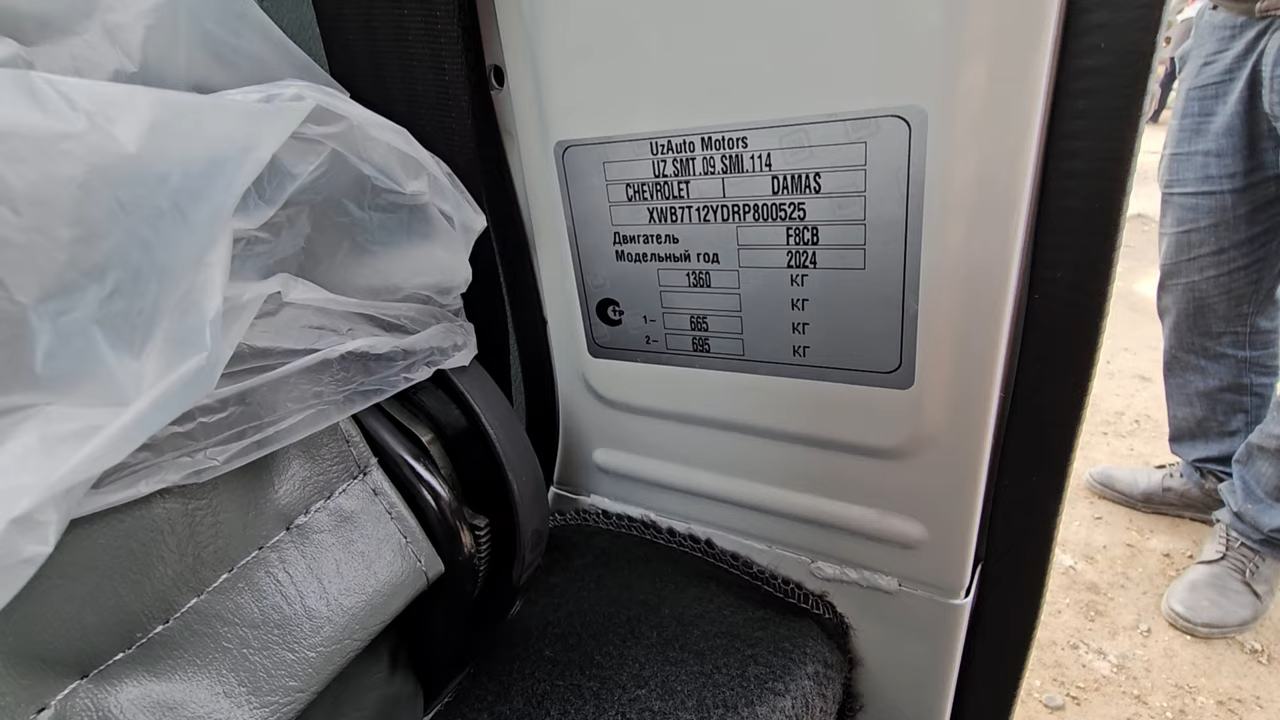 UzAuto Motors
UZ.SMT.09.SMI.114
CHEVROLET DAMAS
XWB7T12YDRP800525
Двигатель F8CB
Модельный год 2024
1360 КГ
КГ
1- 665 КГ
2- 695 КГ